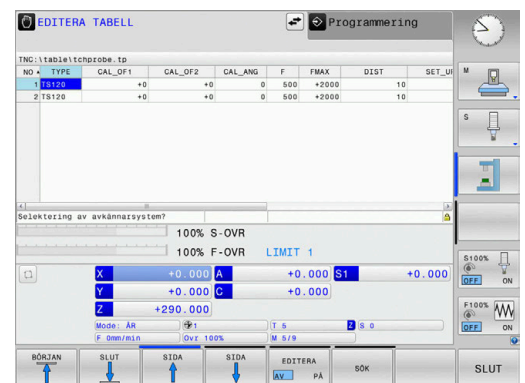 EDITERA TABELL
Programmering
TNC:\table\tchprobe.tp
NO TYPE CAL_OF1 CAL_OF2 CAL_ANG F FMAX DIST SET_UP
1 TS120 +0 +0 0 500 +2000 10
2 TS120 +0 +0 0 500 +2000 10
Selektering av avkännarsystem?
100% S-OVR
100% F-OVR LIMIT 1
X +0.000 A +0.000 S1 +0.000
Y +0.000 C +0.000
Z +290.000
Mode: ÄR 1 T 5 Z S 0
F 0mm/min Ovr 100% M 5/9
M
S
S100%
OFF ON
F100%
OFF ON
BÖRJAN SLUT SIDA SIDA EDITERA SÖK SLUT
AV PÅ